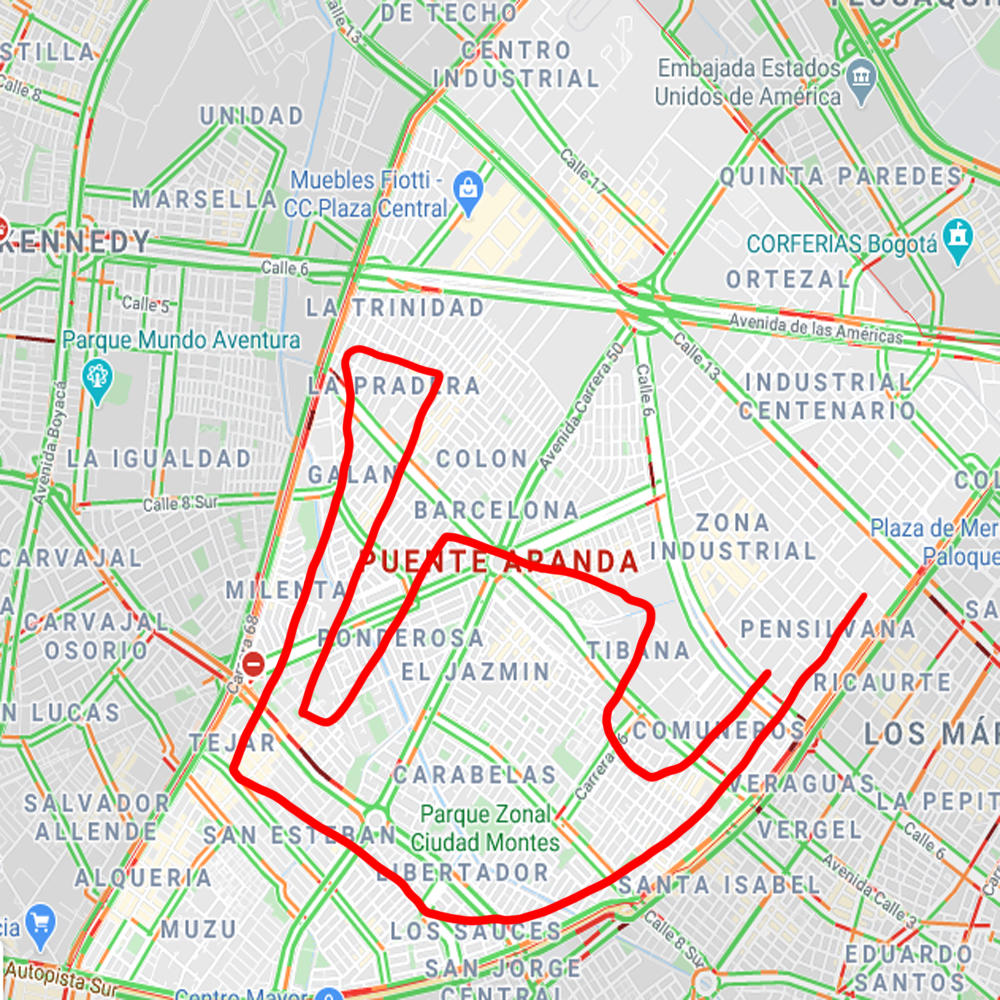 DE TECHO
Calle 13
STILLA
CENTRO
INDUSTRIAL
Embajada Estados
Unidos de América
Calle 8
UNIDAD
Calle 17
MARSELLA
Muebles Fiotti -
CC Plaza Central
QUINTA PAREDES
KENNEDY
CORFERIAS Bogotá
Calle 6
ORTEZAL
Calle 5
LA TRINIDAD
Avenida de las Américas
Parque Mundo Aventura
Calle 13
LA PRADERA
Avenida Carrera 50
Calle 6
INDUSTRIAL
CENTENARIO
Avenida Boyacá
LA IGUALDAD
GALAN
COLON
COL
Calle 8 Sur
BARCELONA
ZONA
INDUSTRIAL
Plaza de Mer
Paloque
CARVAJAL
PUENTE ARANDA
MILENTA
SA
CARVAJAL
OSORIO
Carrera 68
PONDEROSA
TIBANA
PENSILVANA
EL JAZMIN
RICAURTE
N LUCAS
TEJAR
COMUNEROS
LOS MÁR
CARABELAS
Carrera
VERAGUAS
LA PEPIT
SALVADOR
ALLENDE
SAN ESTEBAN
Parque Zonal
Ciudad Montes
VERGEL
Calle 6
ALQUERIA
LIBERTADOR
SANTA ISABEL
Avenida Calle 3
cia
MUZU
LOS SAUCES
Calle 8 Sur
SAN JORGE
CENTRAL
EDUARDO
SANTOS
Autopista Sur
Centro Mayor